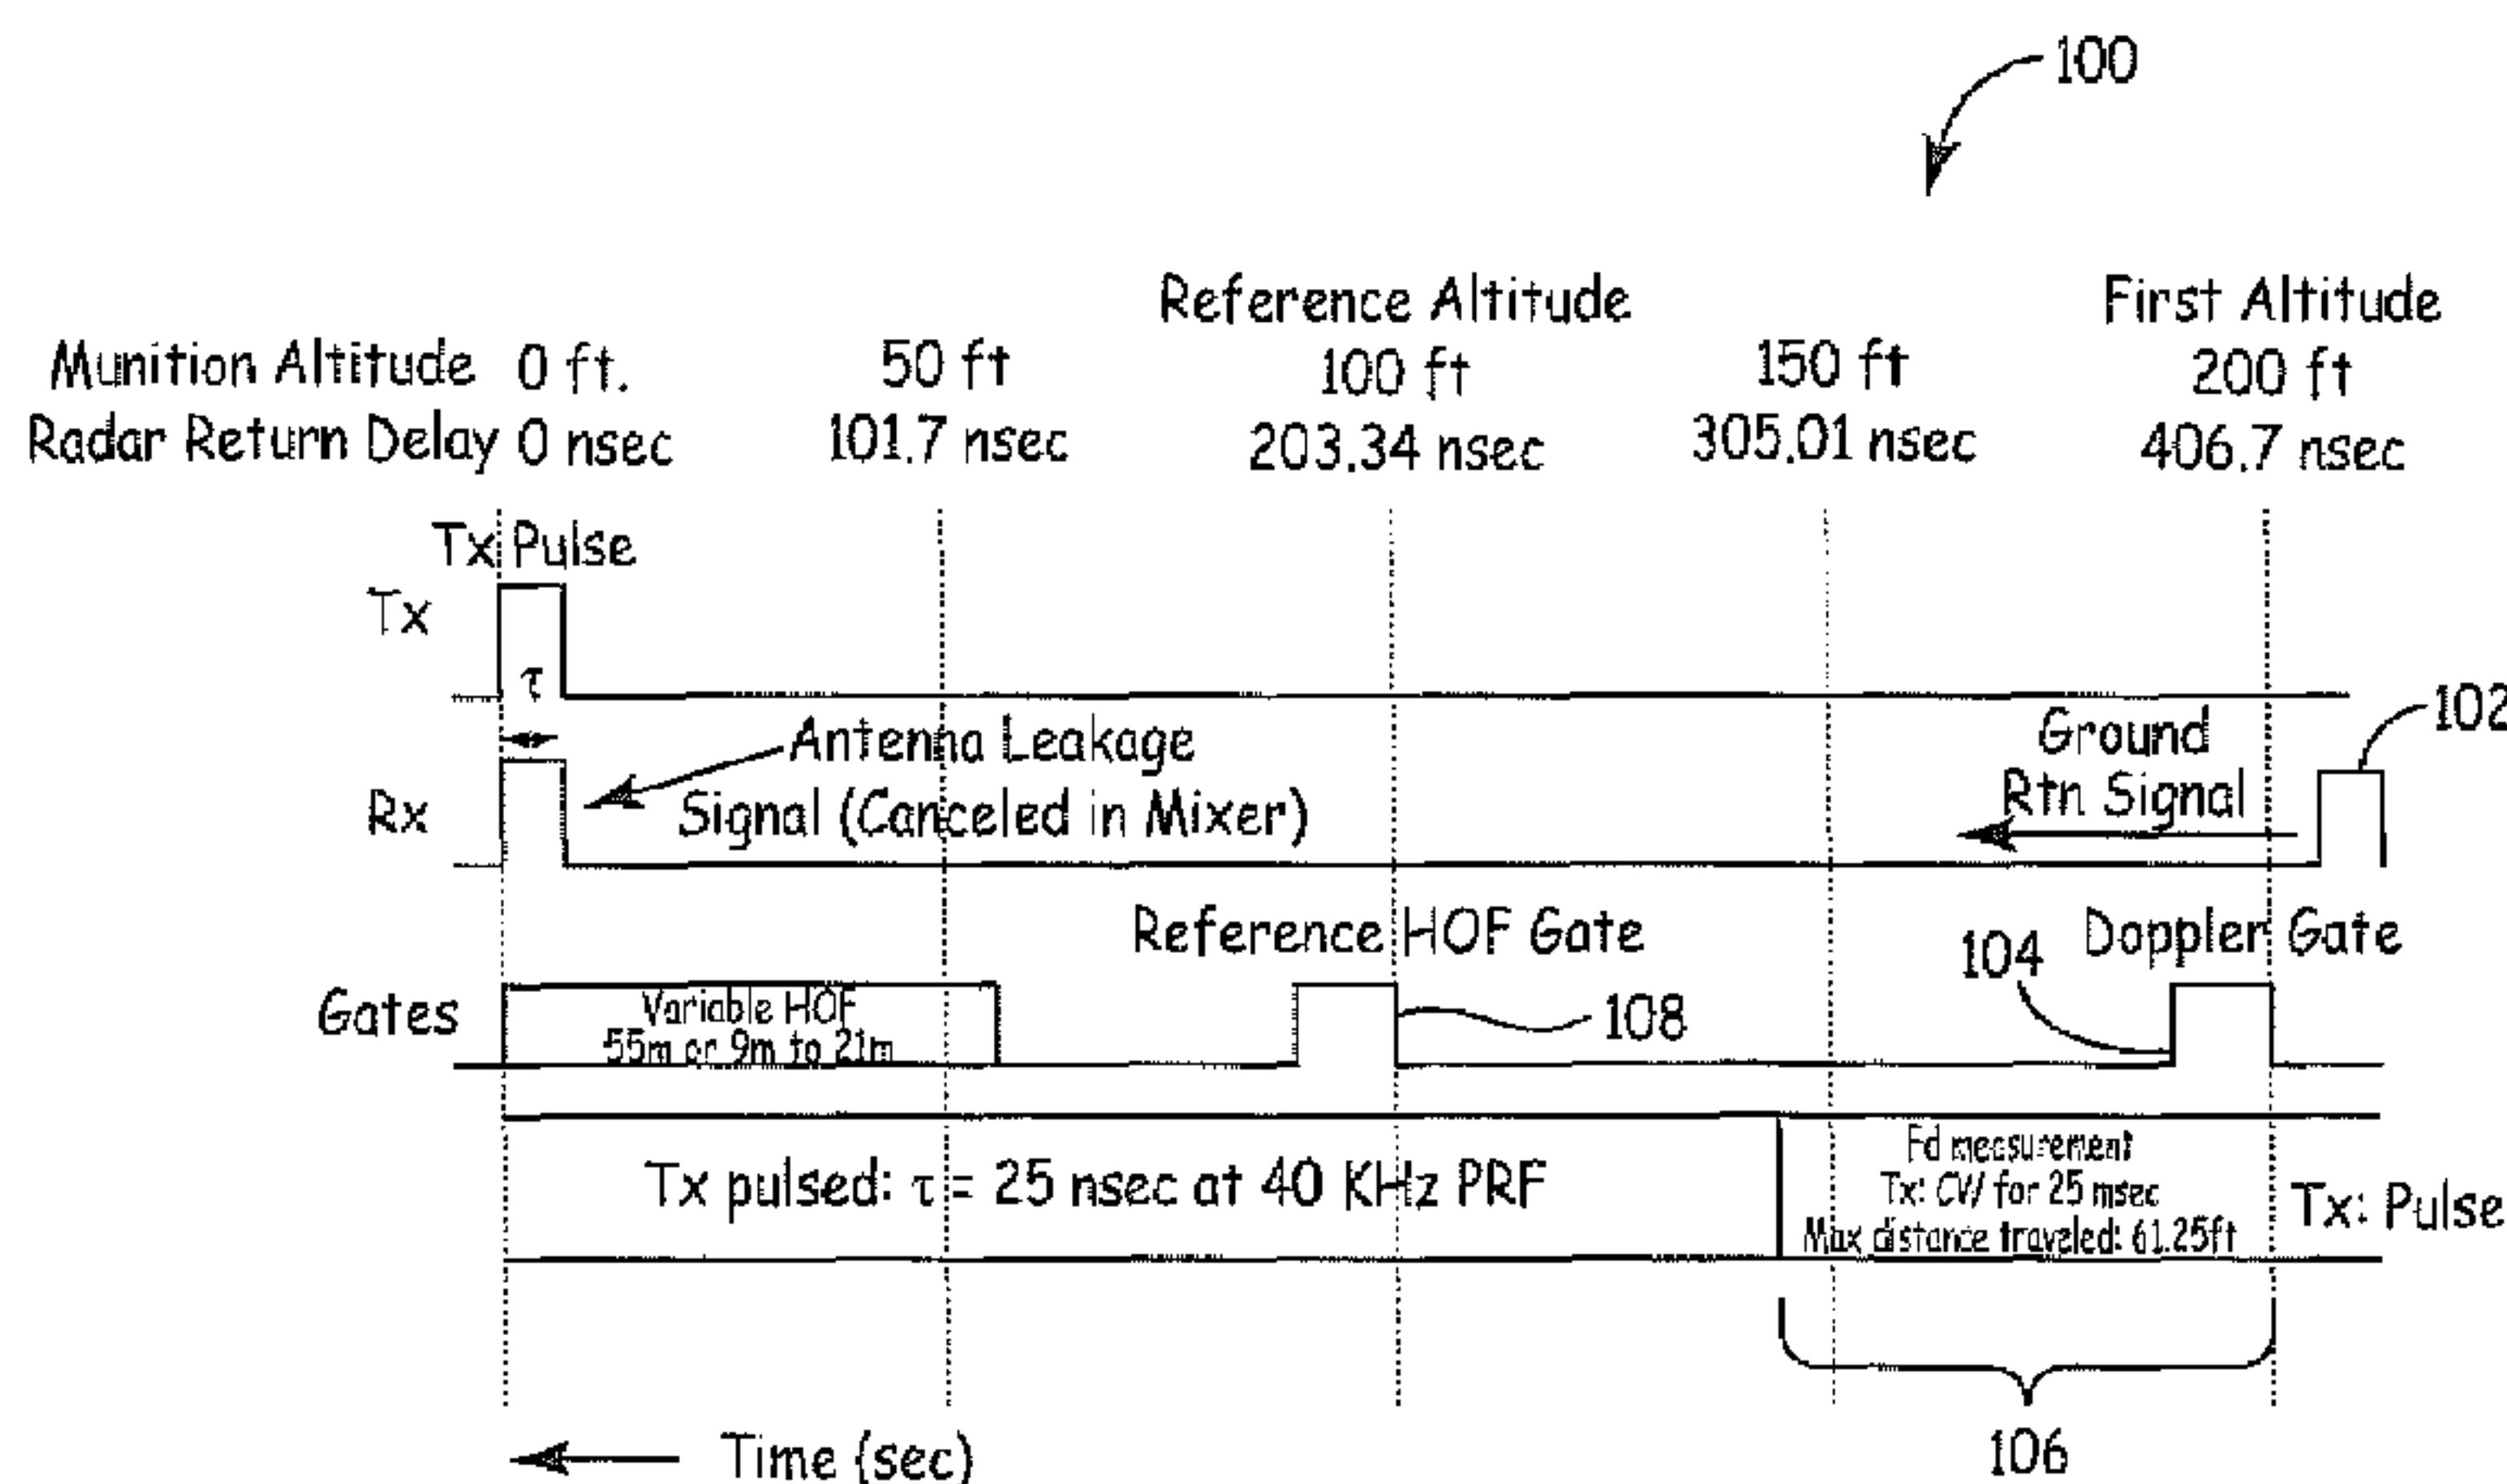 100
Reference Altitude
First Altitude
Munition Altitude 0 ft. 50 ft 100 ft 150 ft 200 ft
Radar Return Delay 0 nsec 101.7 nsec 203.34 nsec 305.01 nsec 406.7 nsec
Tx Pulse
Tx
τ
102
Antenna Leakage
Signal (Canceled in Mixer)
Ground
Rtn Signal
Rx
Reference HOF Gate
104
Doppler Gate
Gates
Variable HOF
55m or 9m to 21m
108
Tx pulsed: τ = 25 nsec at 40 KHz PRF
Fd measurement
Tx: CW for 25 msec
Max distance traveled: 61.25ft
Tx: Pulse
106
Time (sec)